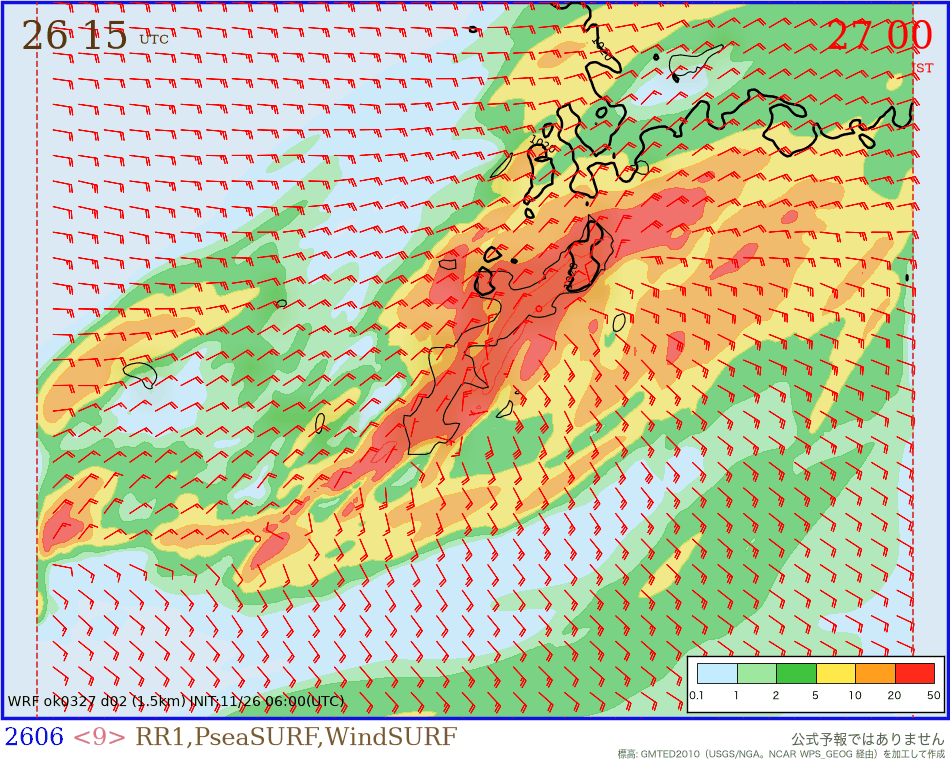 26 15 UTC
27 00
ST
WRF ok0327 d02 (1.5km) INIT;11/26 06:00(UTC)
0.1 1 2 5 10 20 50
2606 <9> RR1,PseaSURF,WindSURF
公式予報ではありません
標高: GMTED2010（USGS/NGA。NCAR WPS_GEOG 経由）を加工して作成